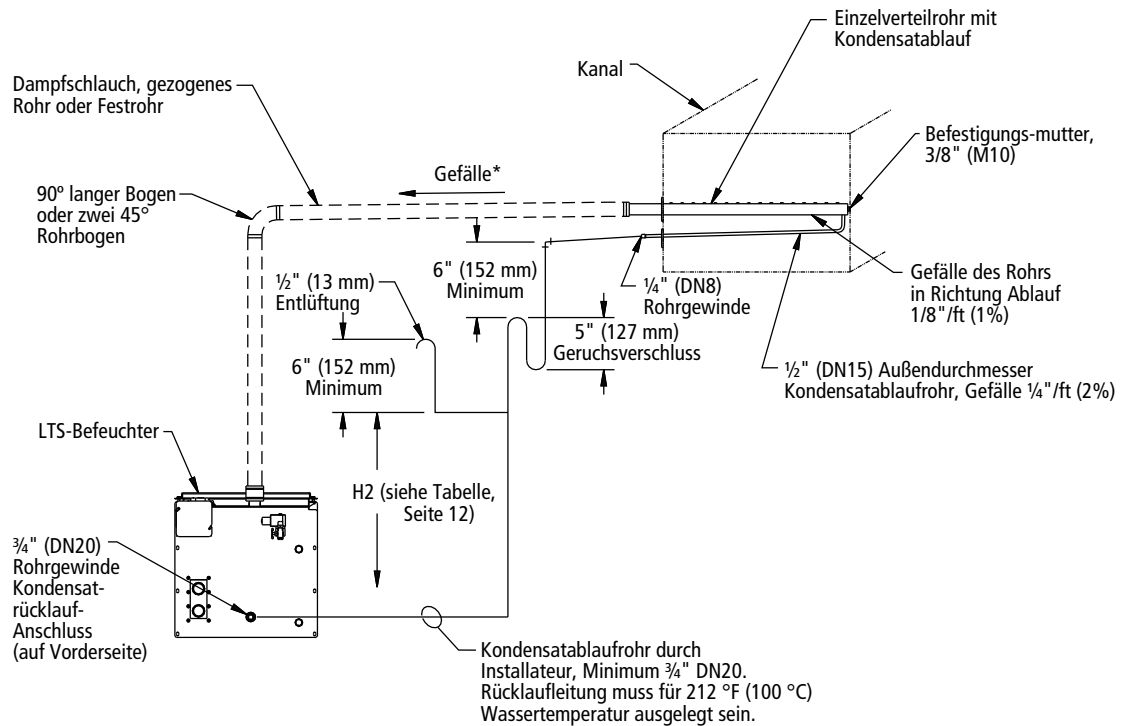 Einzelverteilrohr mit
Kondensatablauf
Kanal
Dampfschlauch, gezogenes
Rohr oder Festrohr
Befestigungs-mutter,
3/8" (M10)
Gefälle*
90º langer Bogen
oder zwei 45°
Rohrbogen
6" (152 mm)
Minimum
½" (13 mm)
Entlüftung
¼" (DN8)
Rohrgewinde
Gefälle des Rohrs
in Richtung Ablauf
1/8"/ft (1%)
5" (127 mm)
Geruchsverschluss
6" (152 mm)
Minimum
½" (DN15) Außendurchmesser
Kondensatablaufrohr, Gefälle ¼"/ft (2%)
LTS-Befeuchter
H2 (siehe Tabelle,
Seite 12)
¾" (DN20)
Rohrgewinde
Kondensat-
rücklauf-
Anschluss
(auf Vorderseite)
Kondensatablaufrohr durch
Installateur, Minimum ¾" DN20.
Rücklaufleitung muss für 212 °F (100 °C)
Wassertemperatur ausgelegt sein.